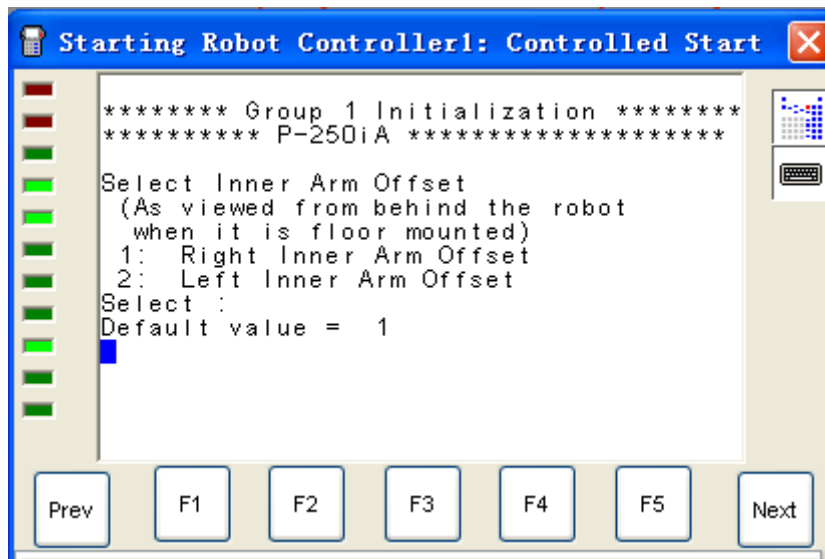 Starting Robot Controller1: Controlled Start
******** Group 1 Initialization ********
********** P-250iA ********************
Select Inner Arm Offset
(As viewed from behind the robot
when it is floor mounted)
1: Right Inner Arm Offset
2: Left Inner Arm Offset
Select :
Default value = 1
Prev F1 F2 F3 F4 F5 Next